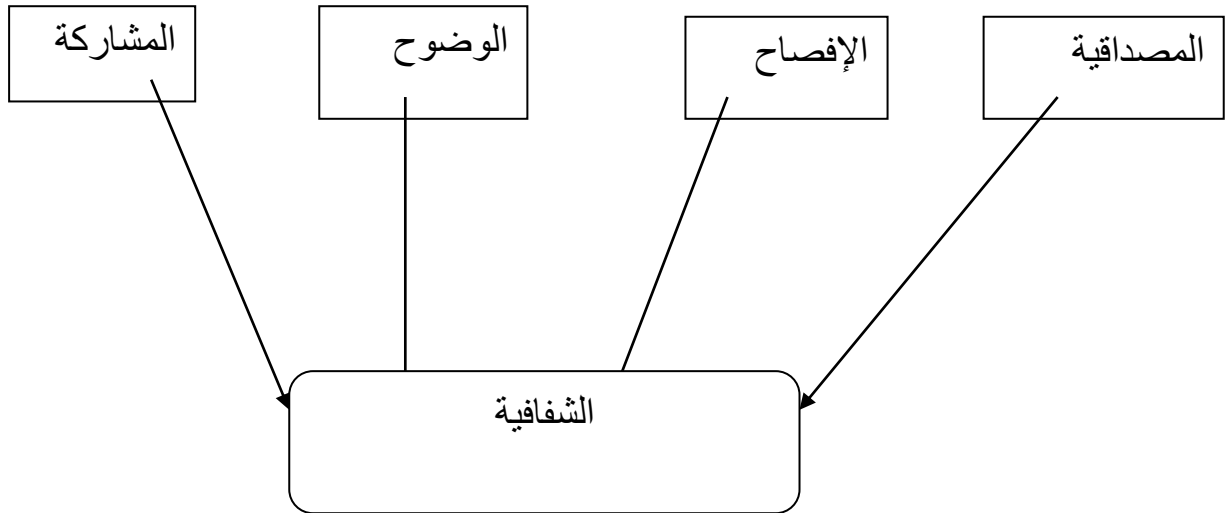 المصداقية
الإفصاح
الوضوح
المشاركة
الشفافية